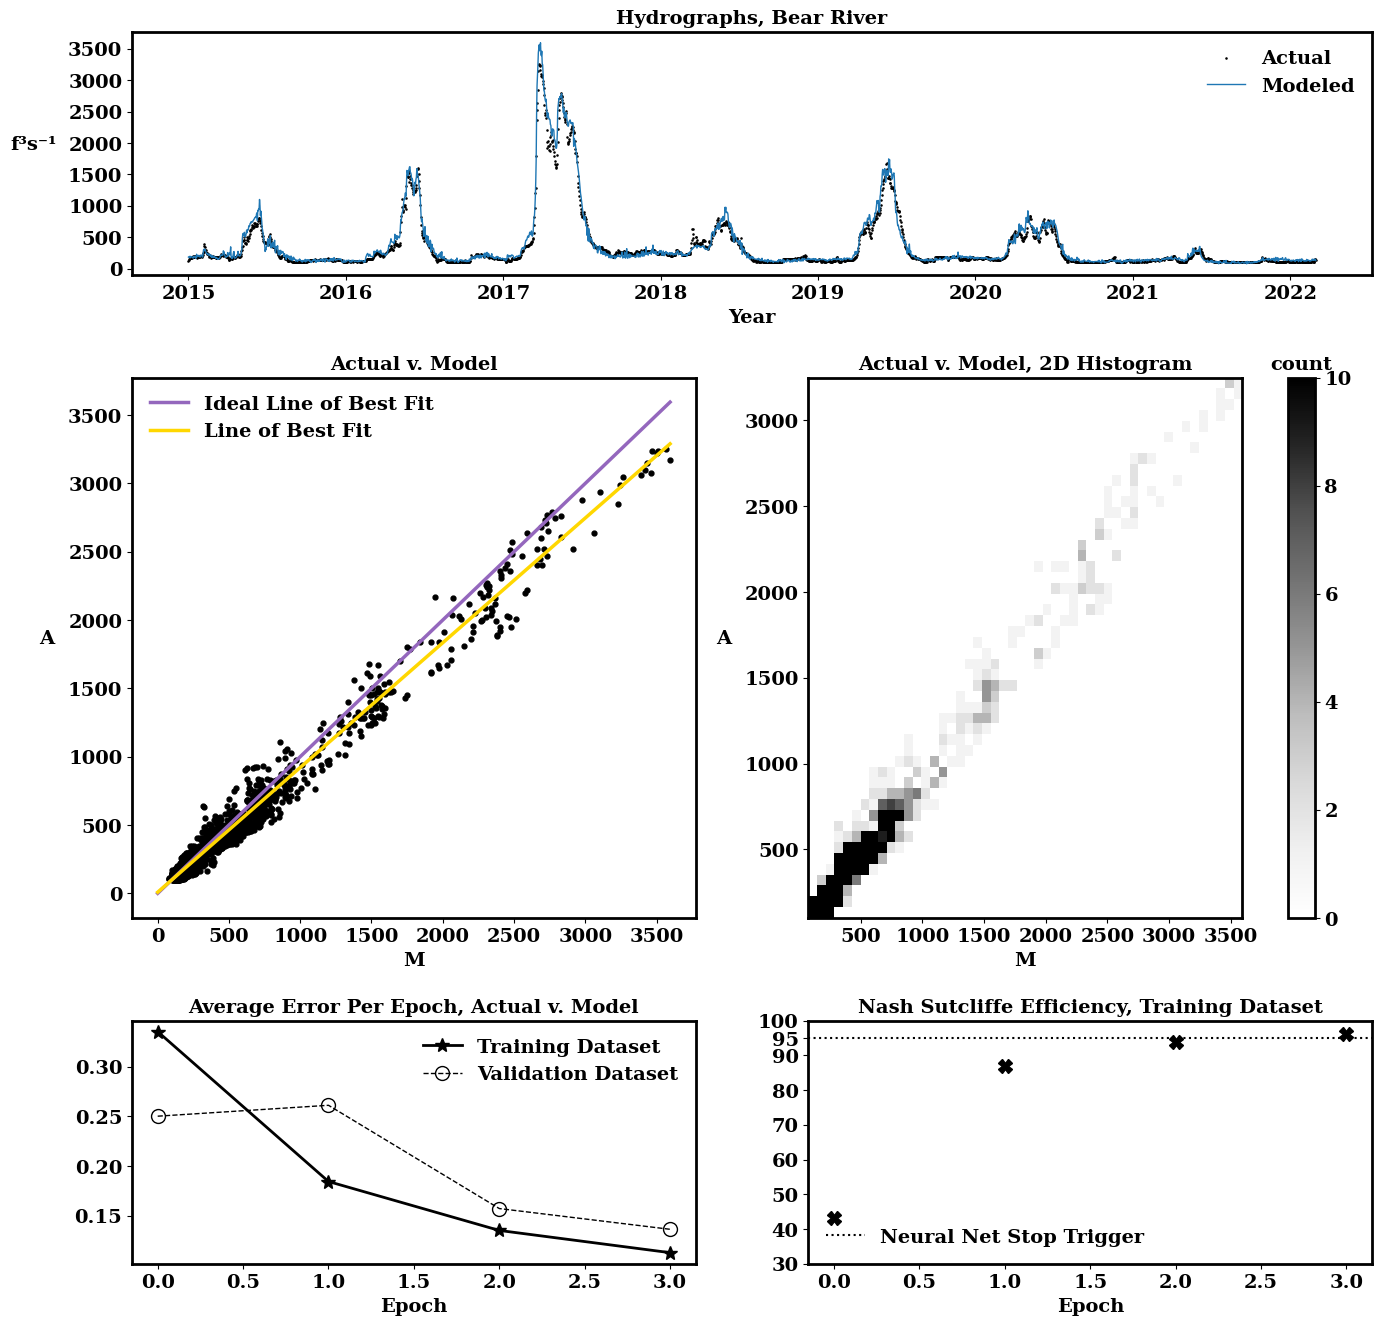 Hydrographs, Bear River
3500
3000
2500
2000
1500
1000
500
0
f³s⁻¹
Actual
Modeled
2015 2016 2017 2018 2019 2020 2021 2022
Year
Actual v. Model
3500
3000
2500
2000
1500
1000
500
0
A
Ideal Line of Best Fit
Line of Best Fit
0 500 1000 1500 2000 2500 3000 3500
M
Actual v. Model, 2D Histogram
3000
2500
2000
1500
1000
500
A
500 1000 1500 2000 2500 3000 3500
M
count
10
8
6
4
2
0
Average Error Per Epoch, Actual v. Model
0.30
0.25
0.20
0.15
Training Dataset
Validation Dataset
0.0 0.5 1.0 1.5 2.0 2.5 3.0
Epoch
Nash Sutcliffe Efficiency, Training Dataset
100
95
90
80
70
60
50
40
30
Neural Net Stop Trigger
0.0 0.5 1.0 1.5 2.0 2.5 3.0
Epoch